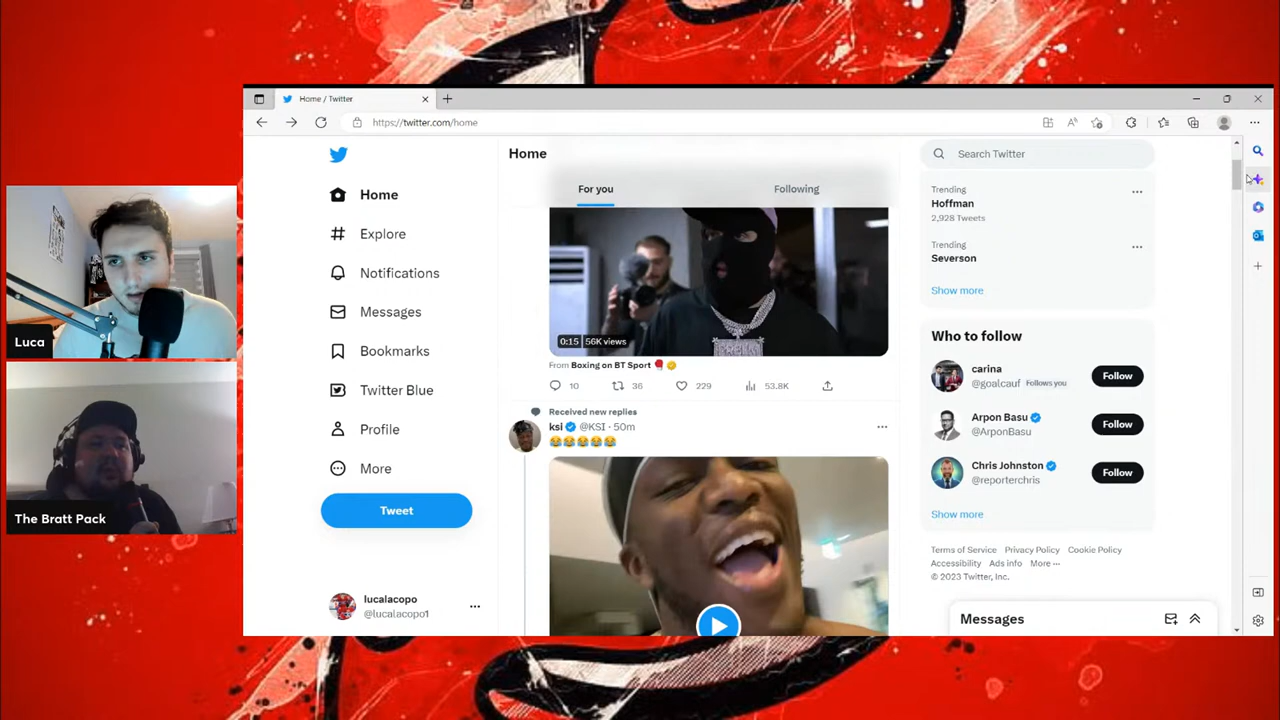 Home / Twitter
https://twitter.com/home
Home
Explore
Notifications
Messages
Bookmarks
Twitter Blue
Profile
More
Tweet
lucalacopo
@lucalacopo1
Home
For you
Following
0:15 56K views
From Boxing on BT Sport 🥊
10
36
229
53.8K
Received new replies
ksi @KSI · 50m
😂😂😂😂😂
Search Twitter
Trending
Hoffman
2,928 Tweets
Trending
Severson
Show more
Who to follow
carina
@goalcauf Follows you
Follow
Arpon Basu
@ArponBasu
Follow
Chris Johnston
@reporterchris
Follow
Show more
Terms of Service Privacy Policy Cookie Policy
Accessibility Ads info More ···
© 2023 Twitter, Inc.
Messages
Luca
The Bratt Pack